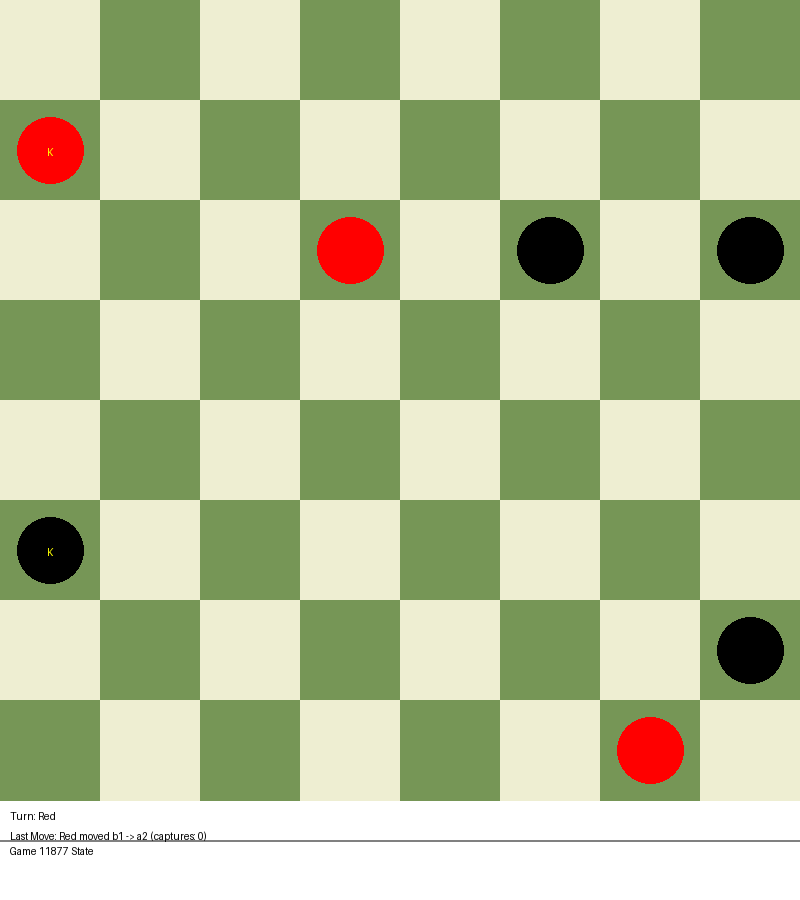 K
K
Turn: Red
Last Move: Red moved b1 -> a2 (captures: 0)
Game 11877 State